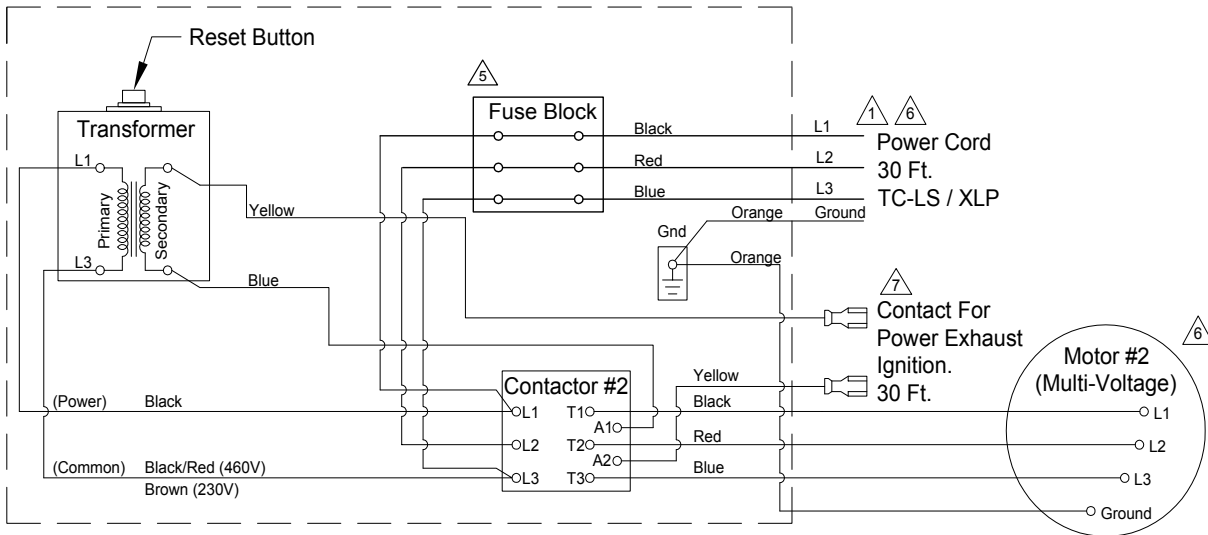 Reset Button
5
Fuse Block
Transformer
L1
Primary
Secondary
L3
Yellow
Blue
Black
L1
Red
L2
Blue
L3
Orange
Ground
Gnd
Orange
1
6
Power Cord
30 Ft.
TC-LS / XLP
7
Contact For
Power Exhaust
Ignition.
30 Ft.
6
Motor #2
(Multi-Voltage)
L1
L2
L3
Ground
Contactor #2
L1
T1
A1
L2
T2
A2
L3
T3
Yellow
Black
Red
Blue
(Power)
Black
(Common)
Black/Red (460V)
Brown (230V)